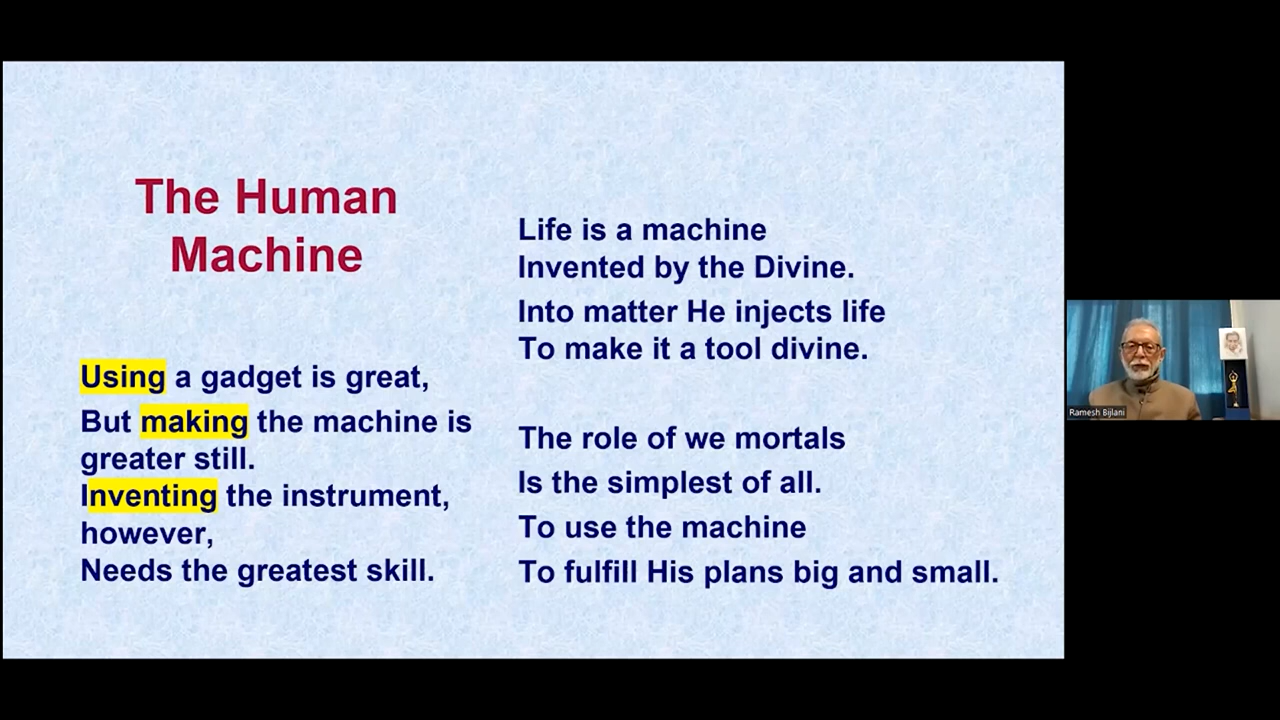 The Human
Machine
Using a gadget is great,
But making the machine is
greater still.
Inventing the instrument,
however,
Needs the greatest skill.
Life is a machine
Invented by the Divine.
Into matter He injects life
To make it a tool divine.
The role of we mortals
Is the simplest of all.
To use the machine
To fulfill His plans big and small.
Ramesh Bijlani